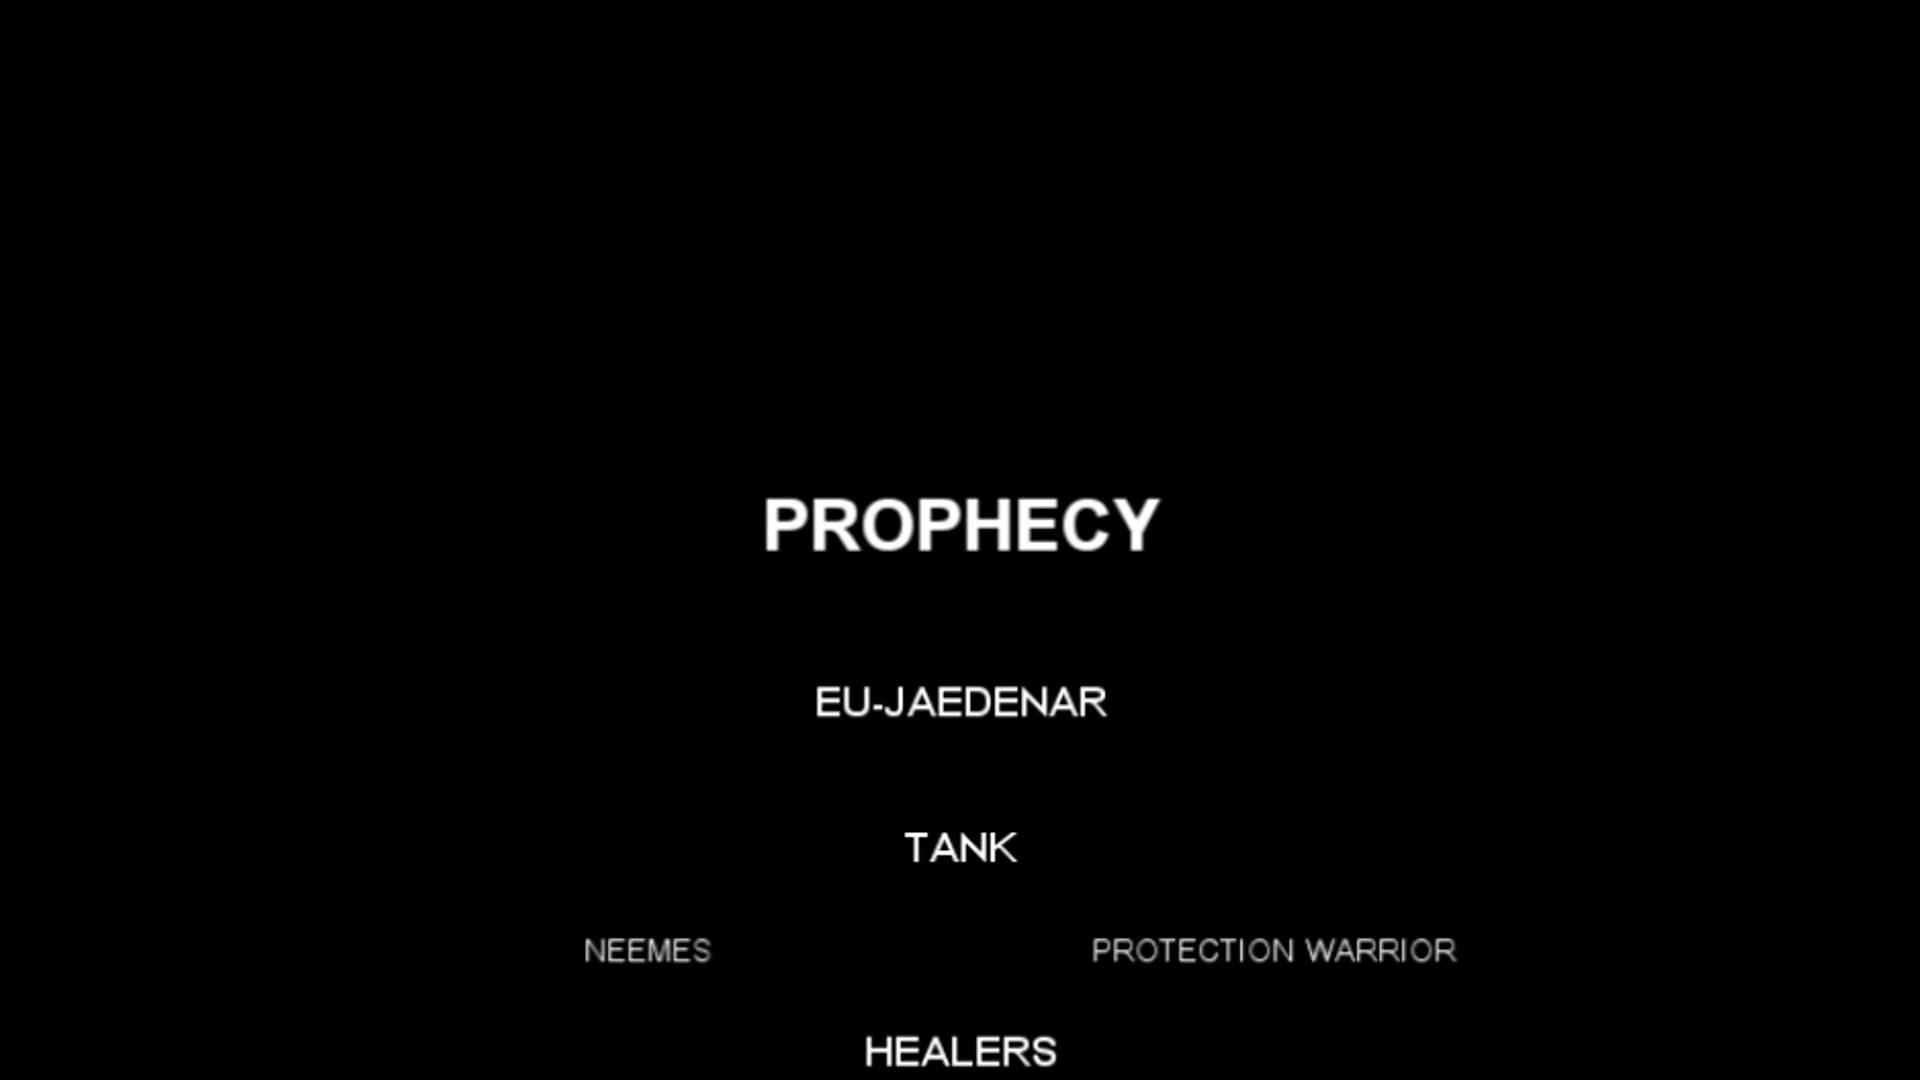 PROPHECY
EU-JAEDENAR
TANK
NEEMES PROTECTION WARRIOR
HEALERS